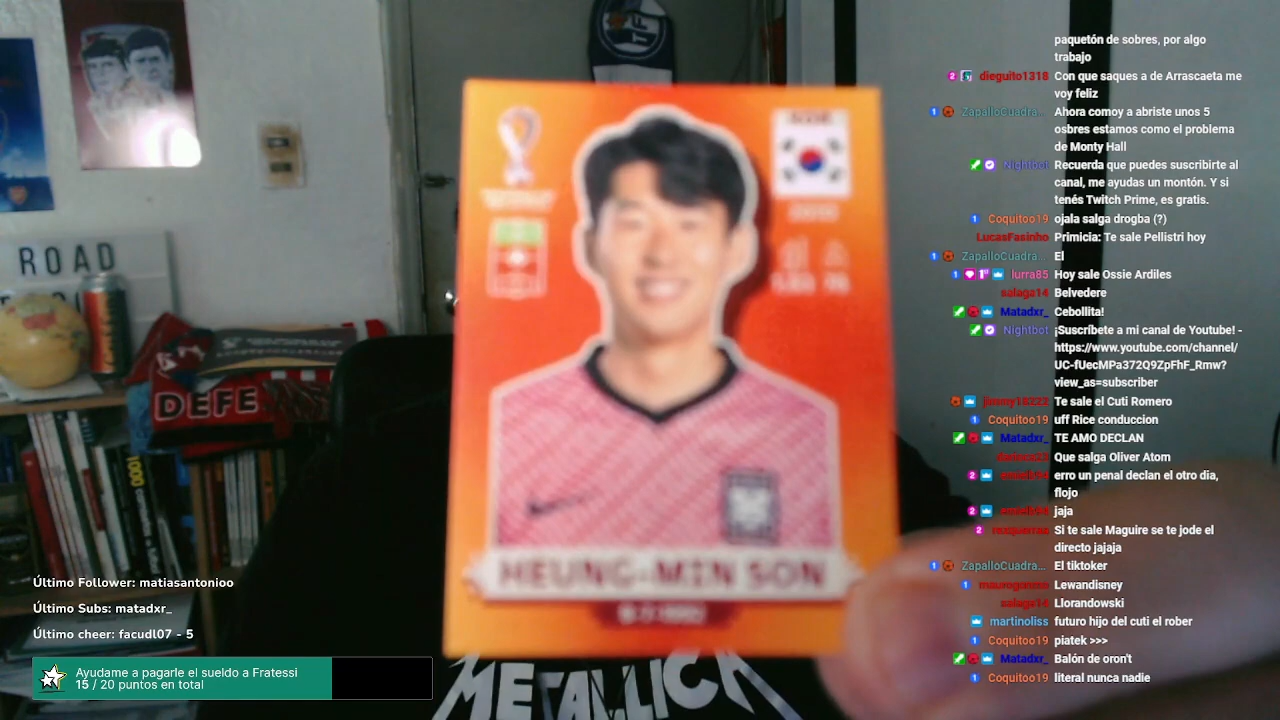 ROAD
DEFE
1000
HEUNG-MIN SON
METALLICA
Último Follower: matiasantonioo
Último Subs: matadxr_
Último cheer: facudl07 - 5
Ayudame a pagarle el sueldo a Fratessi
15 / 20 puntos en total
paquetón de sobres, por algo
trabajo
dieguito1318 Con que saques a de Arrascaeta me
voy feliz
ZapalloCuadra... Ahora comoy a abriste unos 5
osbres estamos como el problema
de Monty Hall
Nightbot Recuerda que puedes suscribirte al
canal, me ayudas un montón. Y si
tenés Twitch Prime, es gratis.
Coquito19 ojala salga drogba (?)
LucasFasinho Primicia: Te sale Pellistri hoy
ZapalloCuadra... El
lurra85 Hoy sale Ossie Ardiles
salaga14 Belvedere
Matadxr_ Cebollita!
Nightbot ¡Suscríbete a mi canal de Youtube! -
https://www.youtube.com/channel/
UC-fUecMPa372Q9ZpFhF_Rmw?
view_as=subscriber
Te sale el Cuti Romero
Coquito19 uff Rice conduccion
Matadxr_ TE AMO DECLAN
Que salga Oliver Atom
erro un penal declan el otro dia,
flojo
jaja
Si te sale Maguire se te jode el
directo jajaja
ZapalloCuadra... El tiktoker
Lewandisney
salaga14 Llorandowski
martinoliss futuro hijo del cuti el rober
Coquito19 piatek >>>
Matadxr_ Balón de oron't
Coquito19 literal nunca nadie